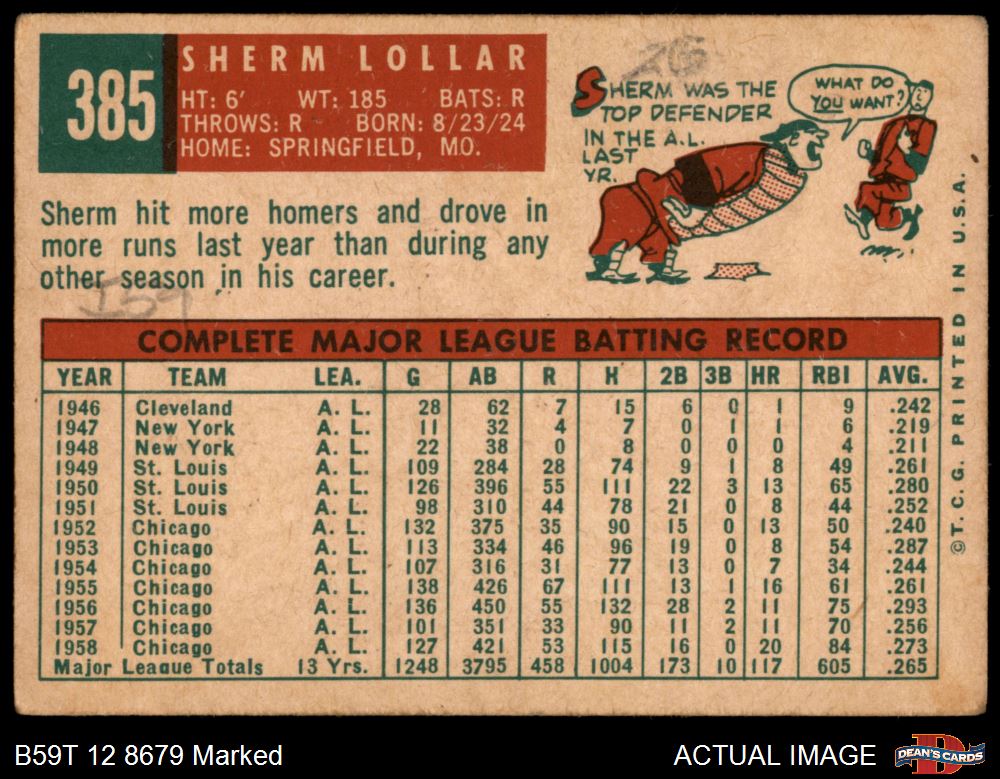 385
SHERM LOLLAR
HT: 6' WT: 185 BATS: R
THROWS: R BORN: 8/23/24
HOME: SPRINGFIELD, MO.
Sherm hit more homers and drove in
more runs last year than during any
other season in his career.
I59
26
SHERM WAS THE
TOP DEFENDER
IN THE A.L.
LAST
YR.
WHAT DO
YOU WANT?
COMPLETE MAJOR LEAGUE BATTING RECORD
YEAR TEAM LEA. G AB R H 2B 3B HR RBI AVG.
1946 Cleveland A. L. 28 62 7 15 6 0 1 9 .242
1947 New York A. L. 11 32 4 7 0 1 1 6 .219
1948 New York A. L. 22 38 0 8 0 0 0 4 .211
1949 St. Louis A. L. 109 284 28 74 9 1 8 49 .261
1950 St. Louis A. L. 126 396 55 111 22 3 13 65 .280
1951 St. Louis A. L. 98 310 44 78 21 0 8 44 .252
1952 Chicago A. L. 132 375 35 90 15 0 13 50 .240
1953 Chicago A. L. 113 334 46 96 19 0 8 54 .287
1954 Chicago A. L. 107 316 31 77 13 0 7 34 .244
1955 Chicago A. L. 138 426 67 111 13 1 16 61 .261
1956 Chicago A. L. 136 450 55 132 28 2 11 75 .293
1957 Chicago A. L. 101 351 33 90 11 2 11 70 .256
1958 Chicago A. L. 127 421 53 115 16 0 20 84 .273
Major League Totals 13 Yrs. 1248 3795 458 1004 173 10 117 605 .265
©T. C. G. PRINTED IN U.S.A.
B59T 12 8679 Marked
ACTUAL IMAGE
DEAN'S CARDS